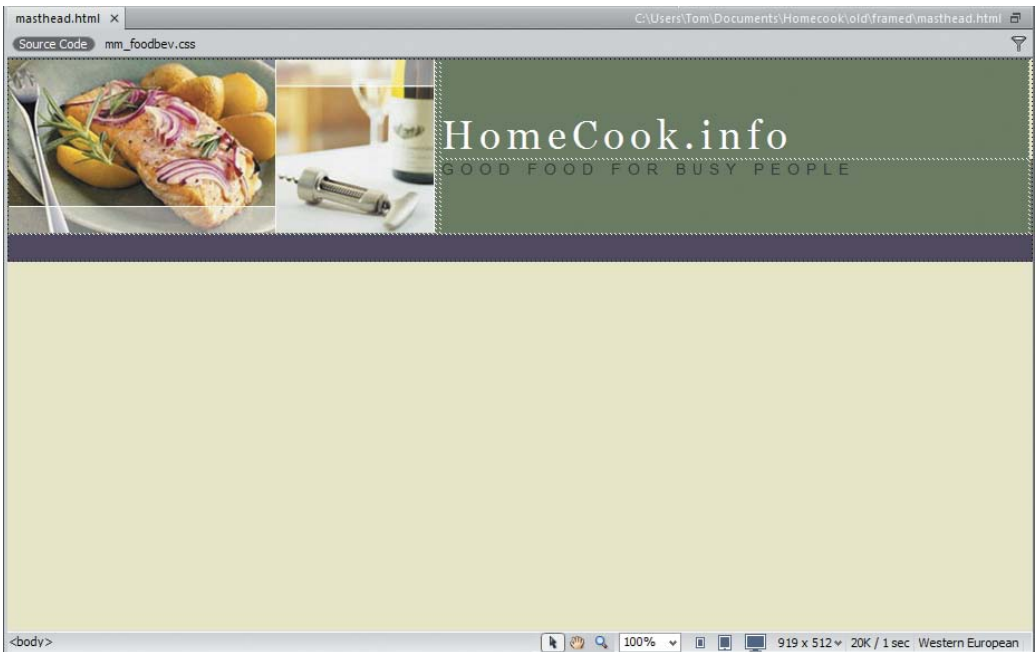 masthead.html × C:\Users\Tom\Documents\Homecook\old\framed\masthead.html
Source Code mm_foodbev.css
HomeCook.info
GOOD FOOD FOR BUSY PEOPLE
<body> 100% 919 x 512 20K / 1 sec Western European